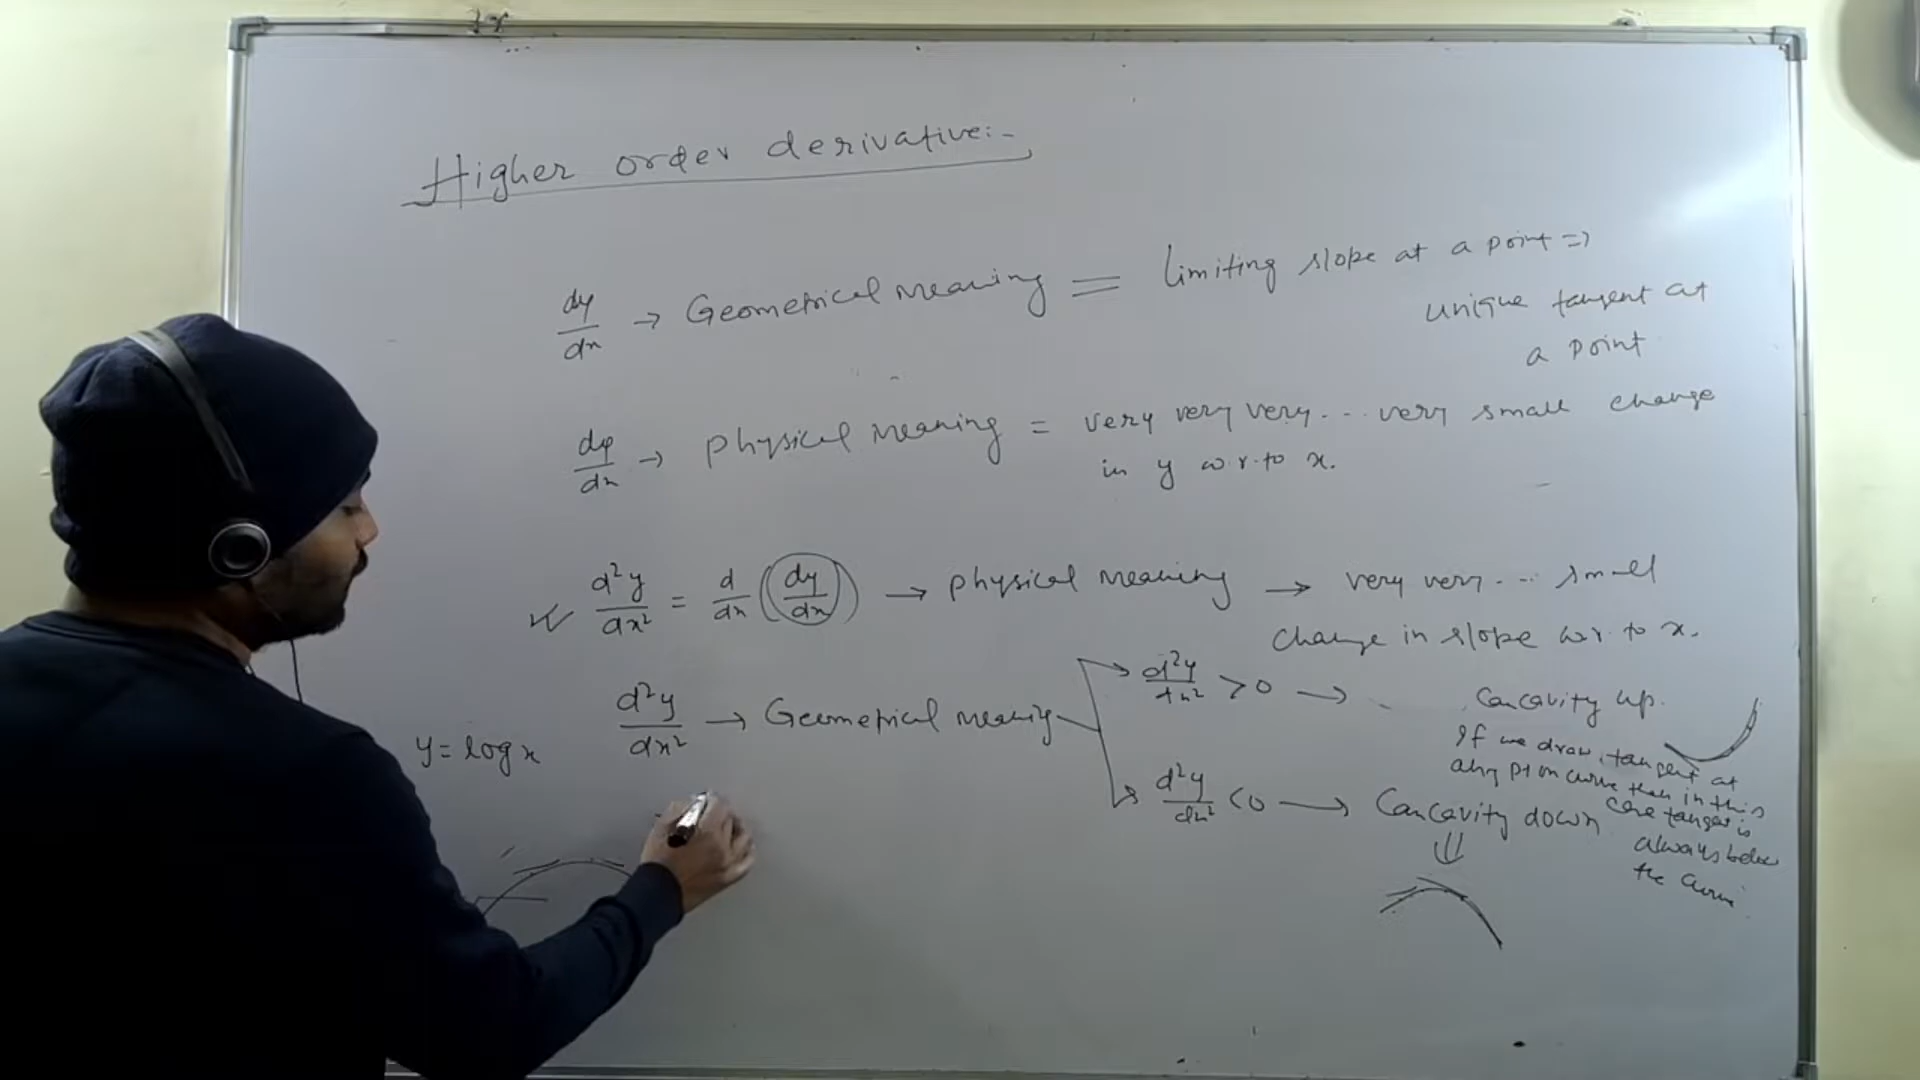 Higher order derivative:-
dy/dx → Geometrical meaning = limiting slope at a point ⇒
unique tangent at
a point
dy/dx → Physical meaning = very very very... very small change
in y w.r.to x.
d²y/dx² = d/dx (dy/dx) → physical meaning → very very... small
change in slope w.r.to x.
y = log x
d²y/dx² → Geometrical meaning
d²y/dx² > 0 → Concavity up.
If we draw tangent at
any pt on curve then in this
case tangent is
always below
the curve
d²y/dx² < 0 → Concavity down